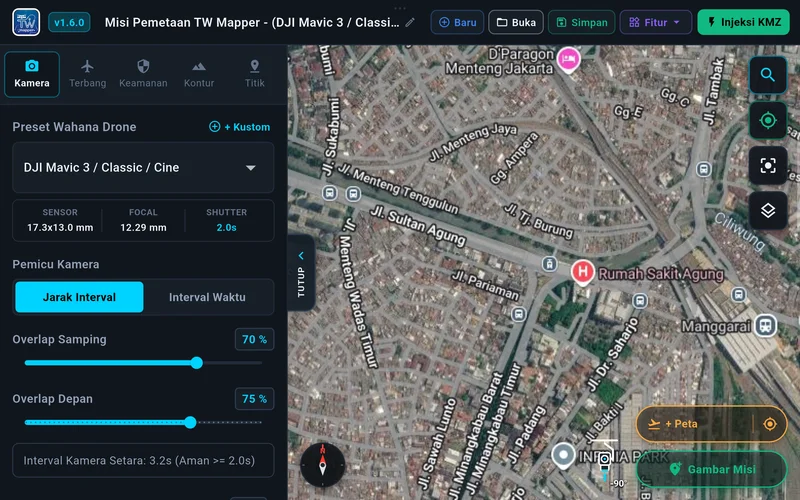 TW
v1.6.0
Misi Pemetaan TW Mapper - (DJI Mavic 3 / Classi...
Baru
Buka
Simpan
Fitur
Injeksi KMZ
Kamera
Terbang
Keamanan
Kontur
Titik
Preset Wahana Drone
+ Kustom
DJI Mavic 3 / Classic / Cine
SENSOR
FOCAL
SHUTTER
17.3x13.0 mm
12.29 mm
2.0s
Pemicu Kamera
Jarak Interval
Interval Waktu
Overlap Samping
70 %
Overlap Depan
75 %
Interval Kamera Setara: 3.2s (Aman >= 2.0s)
TUTUP
D'Paragon
Menteng Jakarta
Jl. Sukabumi
Jl. Tambak
Gg. C
Gg-E
Jl. Menteng Jaya
Gg. Ampera
Jl. Menteng Tenggulun
Jl. Tj. Burung
Jl. Sultan Agung
Ciliwung
Jl. Menteng Wadas Timur
Jl. Pariaman
H
Rumah Sakit Agung
Manggarai
Jl. Dr. Saharjo
Jl. Minangkabau Barat
Jl. Minangkabau Timur
Jl. Sawah Lunto
Jl. Padang
Jl. Bakti I
N
-90°
+ Peta
Gambar Misi